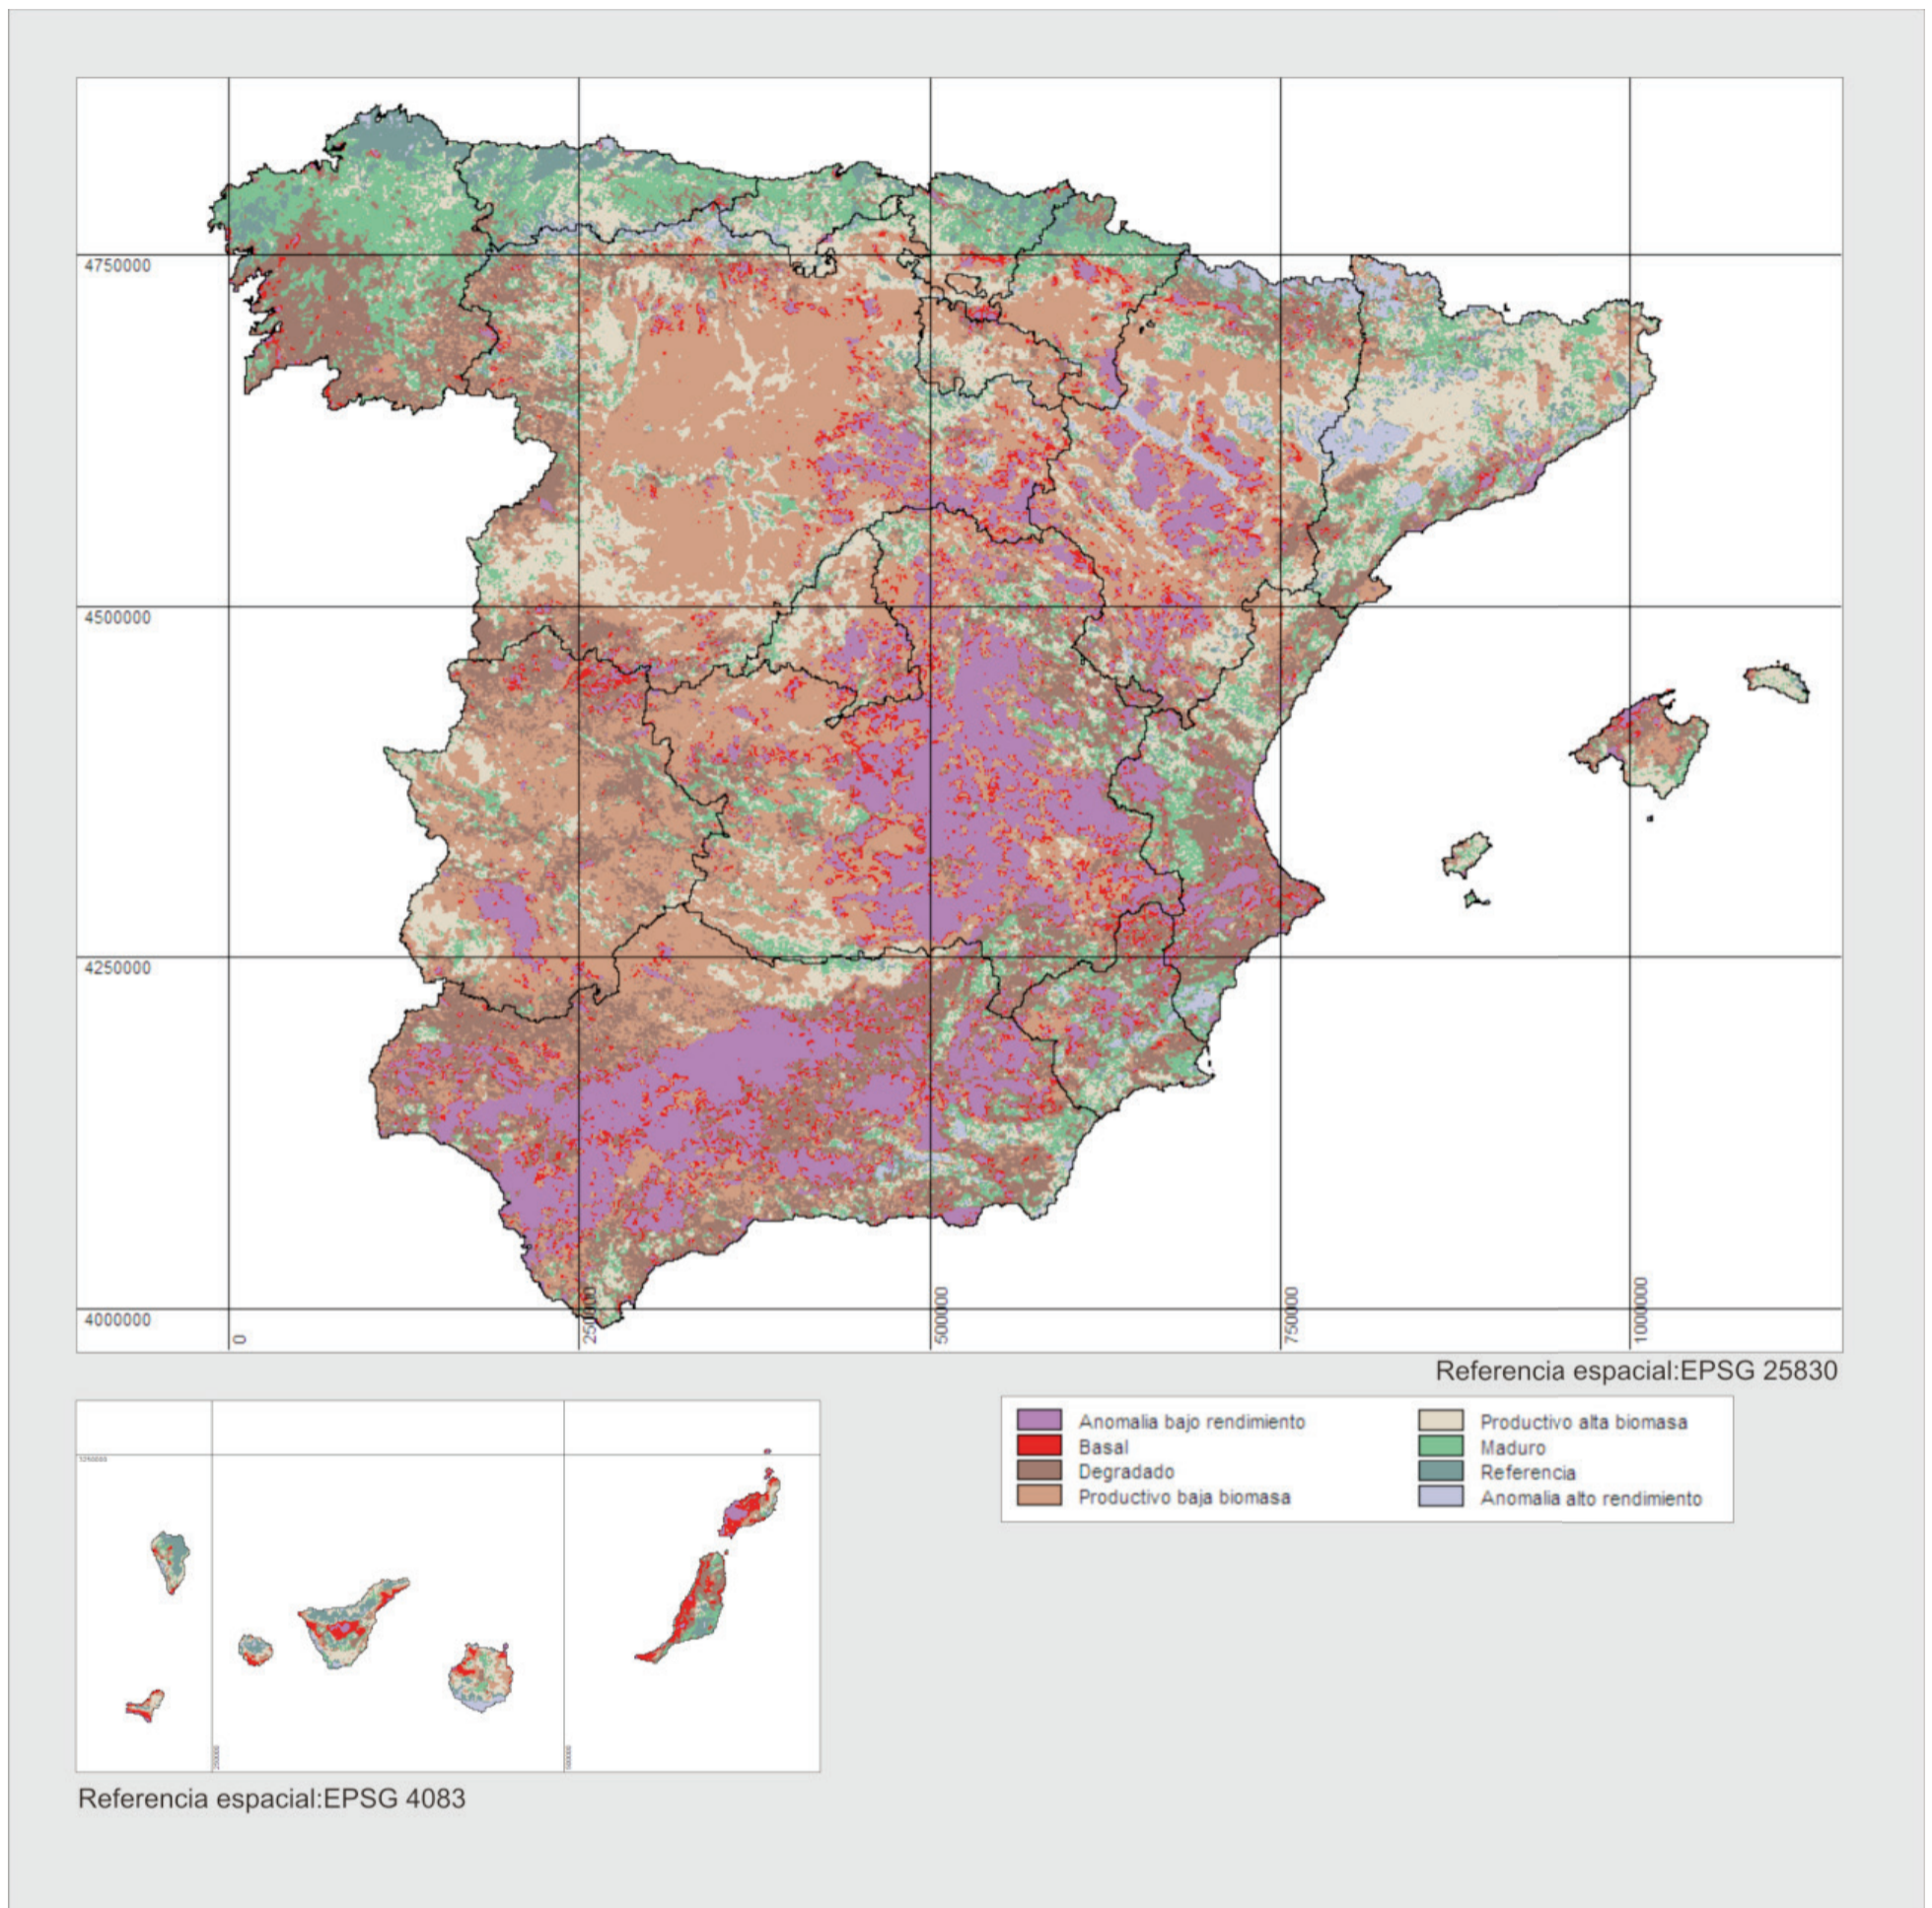 4750000
4500000
4250000
4000000
0
250000
500000
750000
1000000
Referencia espacial:EPSG 25830
Anomalia bajo rendimiento
Basal
Degradado
Productivo baja biomasa
Productivo alta biomasa
Maduro
Referencia
Anomalia alto rendimiento
250000
Referencia espacial:EPSG 4083